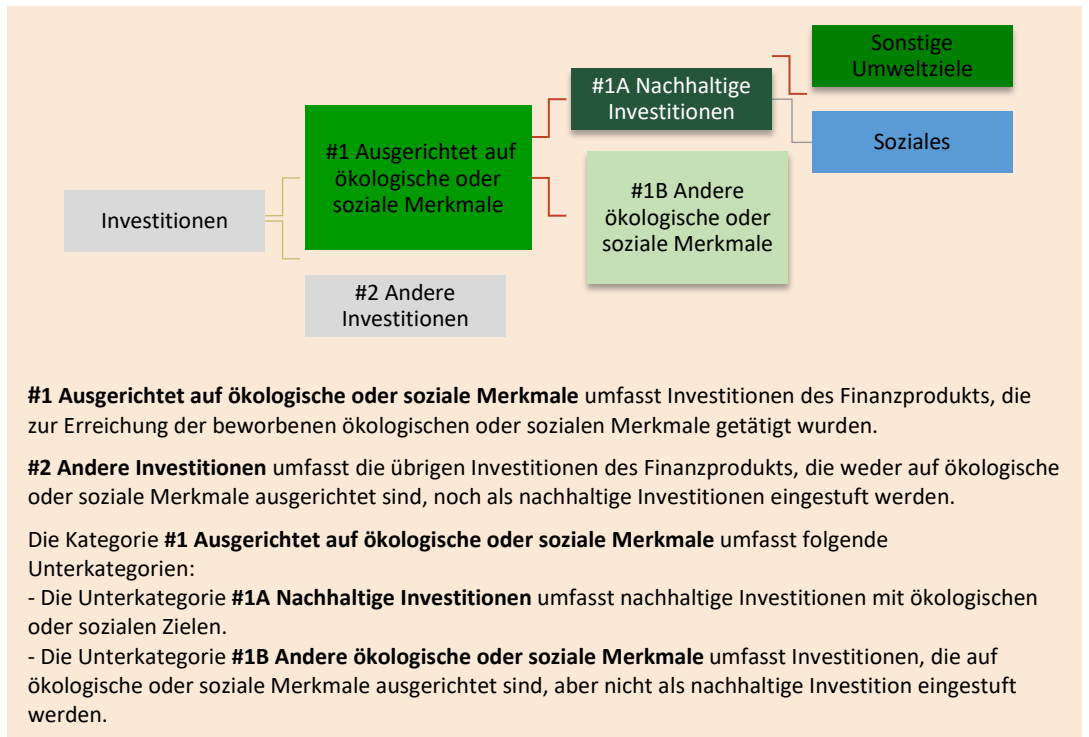 Sonstige
Umweltziele
#1A Nachhaltige
Investitionen
Soziales
#1 Ausgerichtet auf
ökologische oder
soziale Merkmale
#1B Andere
ökologische oder
soziale Merkmale
Investitionen
#2 Andere
Investitionen
#1 Ausgerichtet auf ökologische oder soziale Merkmale umfasst Investitionen des Finanzprodukts, die
zur Erreichung der beworbenen ökologischen oder sozialen Merkmale getätigt wurden.
#2 Andere Investitionen umfasst die übrigen Investitionen des Finanzprodukts, die weder auf ökologische
oder soziale Merkmale ausgerichtet sind, noch als nachhaltige Investitionen eingestuft werden.
Die Kategorie #1 Ausgerichtet auf ökologische oder soziale Merkmale umfasst folgende
Unterkategorien:
- Die Unterkategorie #1A Nachhaltige Investitionen umfasst nachhaltige Investitionen mit ökologischen
oder sozialen Zielen.
- Die Unterkategorie #1B Andere ökologische oder soziale Merkmale umfasst Investitionen, die auf
ökologische oder soziale Merkmale ausgerichtet sind, aber nicht als nachhaltige Investition eingestuft
werden.